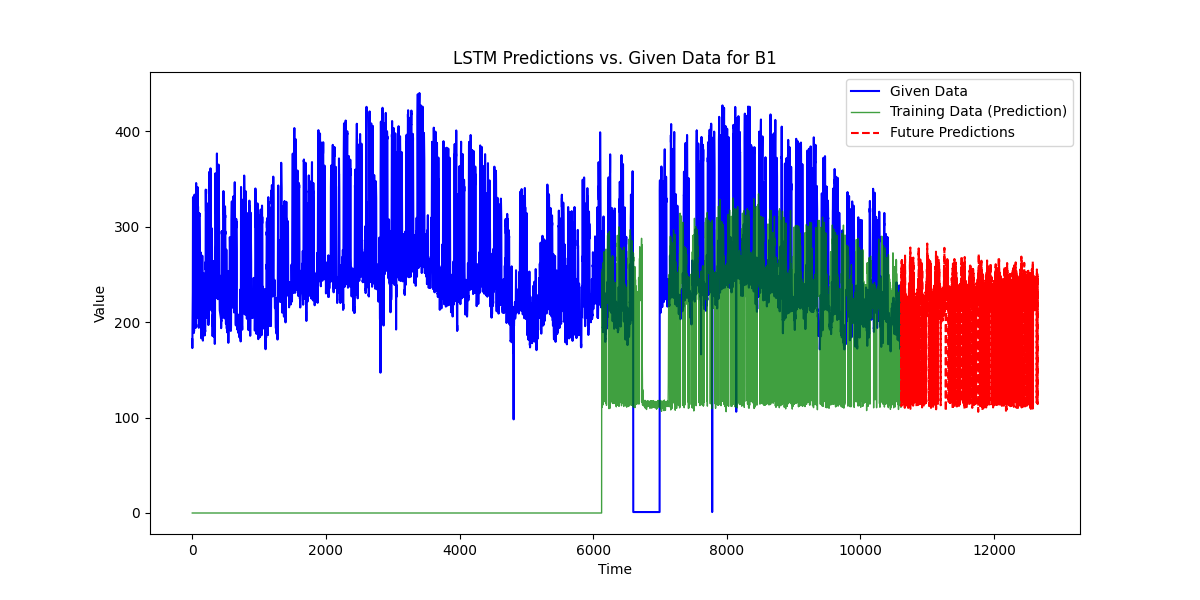 LSTM Predictions vs. Given Data for B1
Given Data
Training Data (Prediction)
Future Predictions
Value
400
300
200
100
0
0 2000 4000 6000 8000 10000 12000
Time